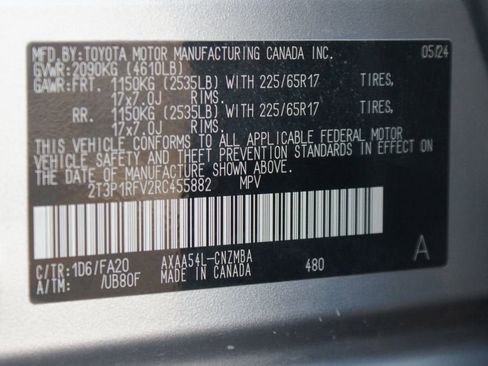 MFD.BY: TOYOTA MOTOR MANUFACTURING CANADA INC. 05/24
GVWR: 2090KG (4610LB)
GAWR: FRT. 1150KG (2535LB) WITH 225/65R17 TIRES,
17x7.0J RIMS.
RR. 1150KG (2535LB) WITH 225/65R17 TIRES,
17x7.0J RIMS.
THIS VEHICLE CONFORMS TO ALL APPLICABLE FEDERAL MOTOR
VEHICLE SAFETY AND THEFT PREVENTION STANDARDS IN EFFECT ON
THE DATE OF MANUFACTURE SHOWN ABOVE.
2T3P1RFV2RC455882 MPV
C/TR: 1D6/FA20 AXAA54L-CNZMBA A
A/TM: /UB80F MADE IN CANADA 480